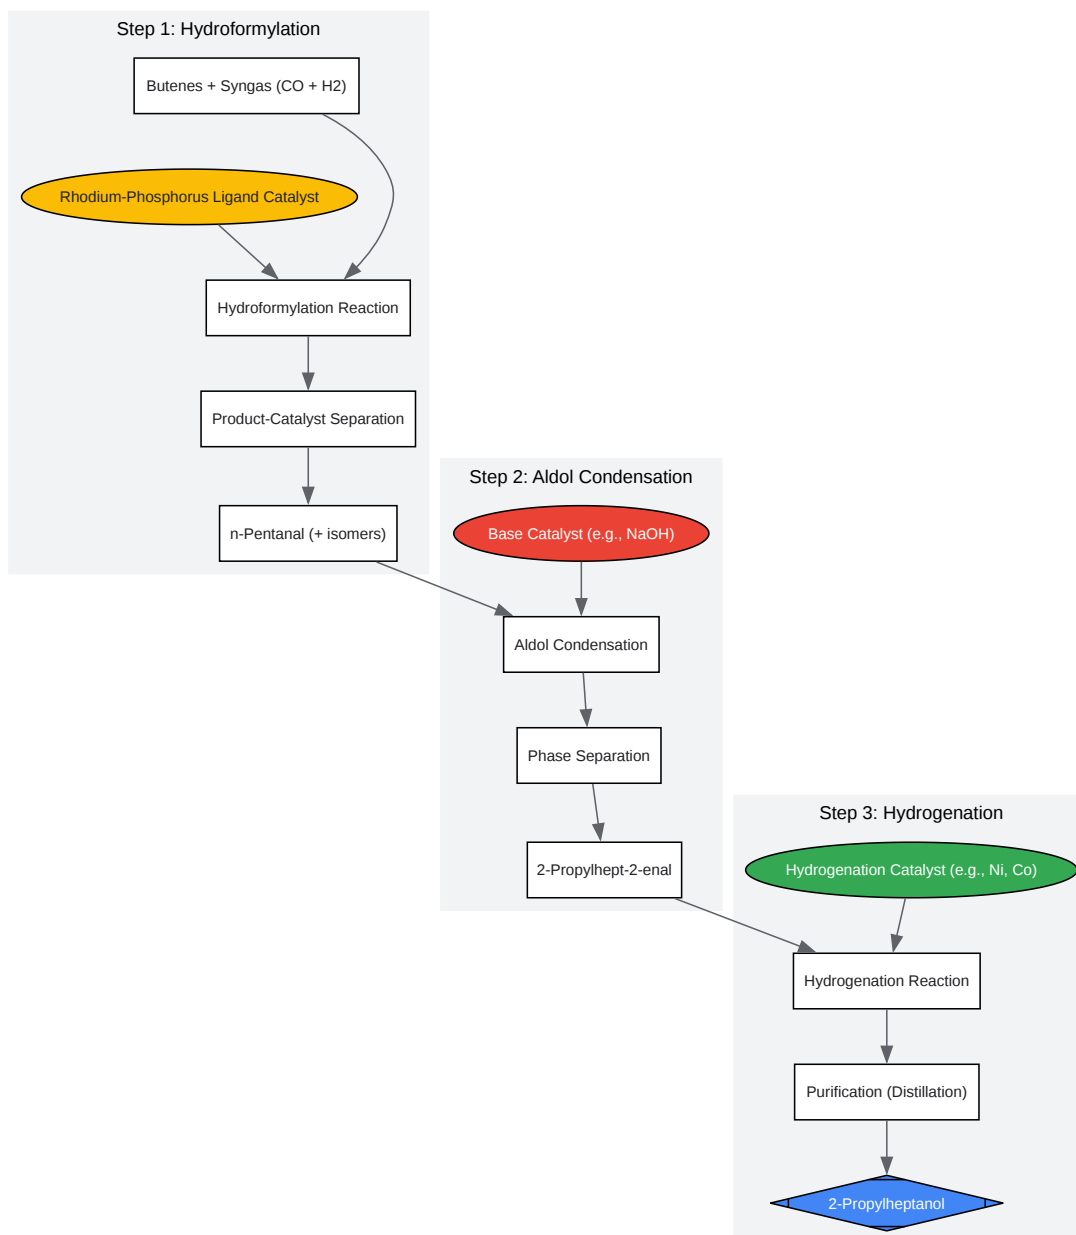 Step 1: Hydroformylation
Butenes + Syngas (CO + H2)
Rhodium-Phosphorus Ligand Catalyst
Hydroformylation Reaction
Product-Catalyst Separation
n-Pentanal (+ isomers)
Step 2: Aldol Condensation
Base Catalyst (e.g., NaOH)
Aldol Condensation
Phase Separation
2-Propylhept-2-enal
Step 3: Hydrogenation
Hydrogenation Catalyst (e.g., Ni, Co)
Hydrogenation Reaction
Purification (Distillation)
2-Propylheptanol